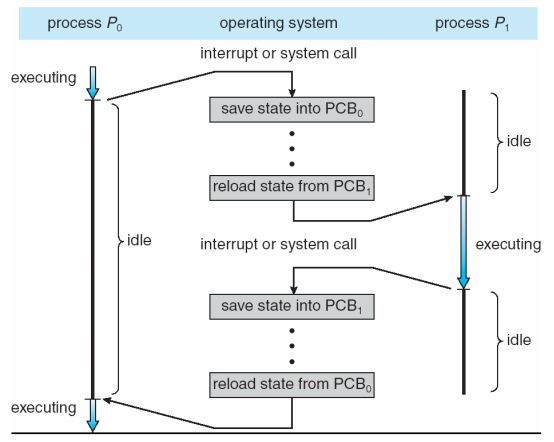 process P0
operating system
process P1
interrupt or system call
executing
save state into PCB0
idle
reload state from PCB1
idle
interrupt or system call
executing
save state into PCB1
idle
reload state from PCB0
executing